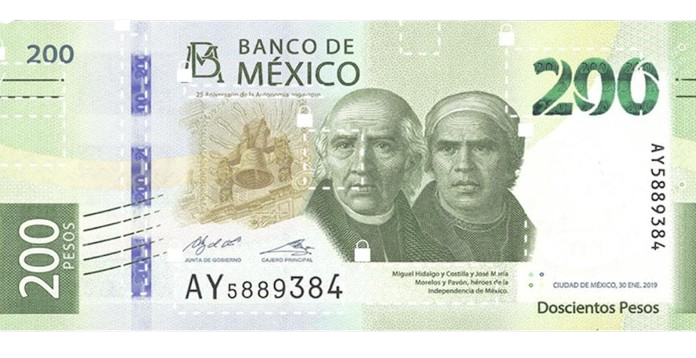 200
BM
BANCO DE
MÉXICO
25 Aniversario de la Autonomía 1994-2019
200
AY5889384
200
PESOS
JUNTA DE GOBIERNO
CAJERO PRINCIPAL
AY5889384
Miguel Hidalgo y Costilla y José María
Morelos y Pavón, héroes de la
Independencia de México.
CIUDAD DE MÉXICO, 30 ENE. 2019
Doscientos Pesos